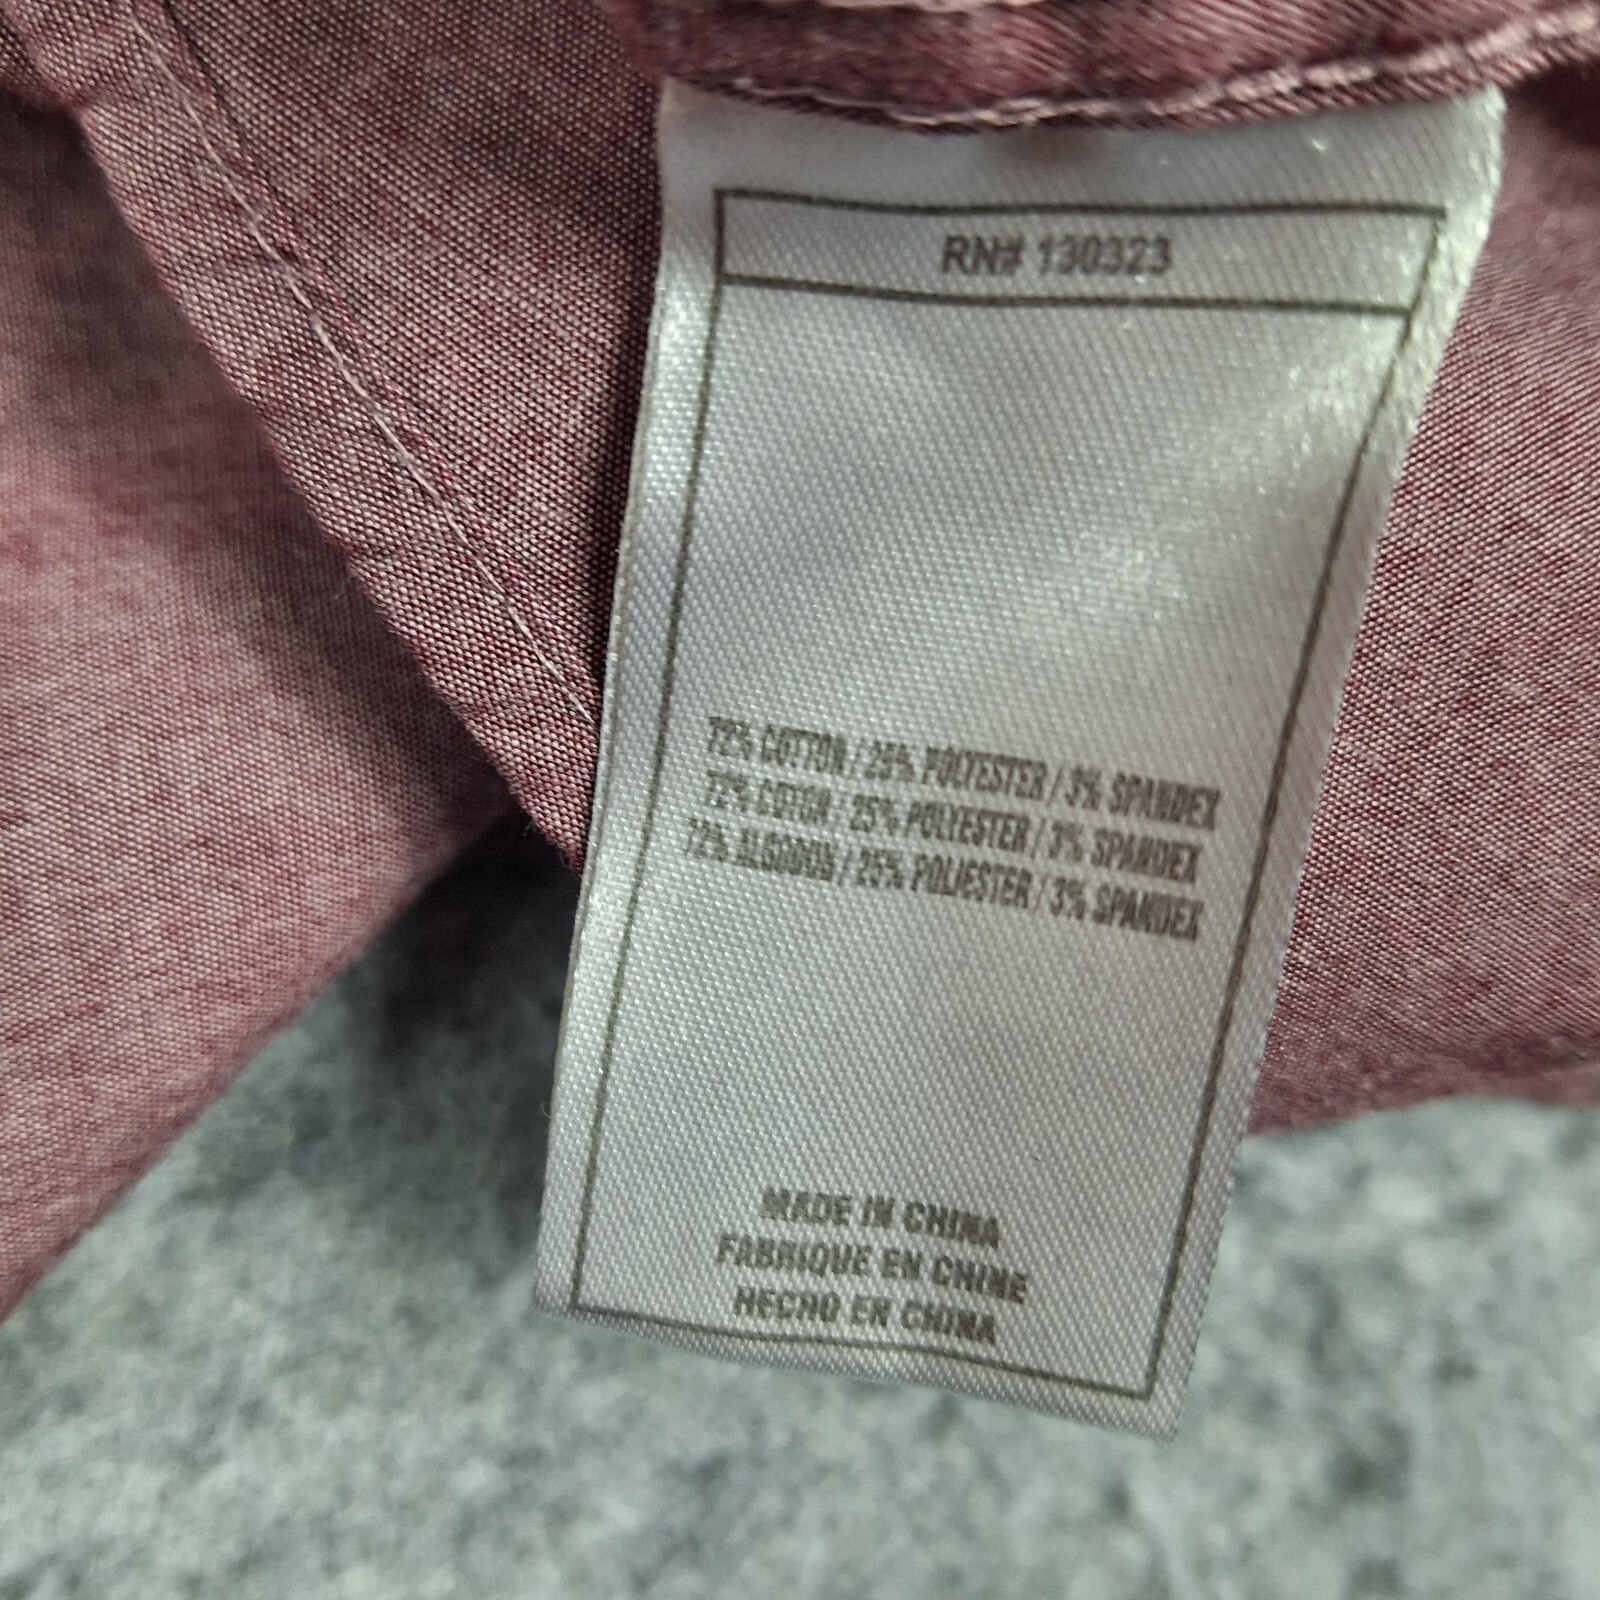 RN# 130323
72% COTTON / 25% POLYESTER / 3% SPANDEX
72% COTON / 25% POLYESTER / 3% SPANDEX
72% ALGODON / 25% POLIESTER / 3% SPANDEX
MADE IN CHINA
FABRIQUE EN CHINE
HECHO EN CHINA